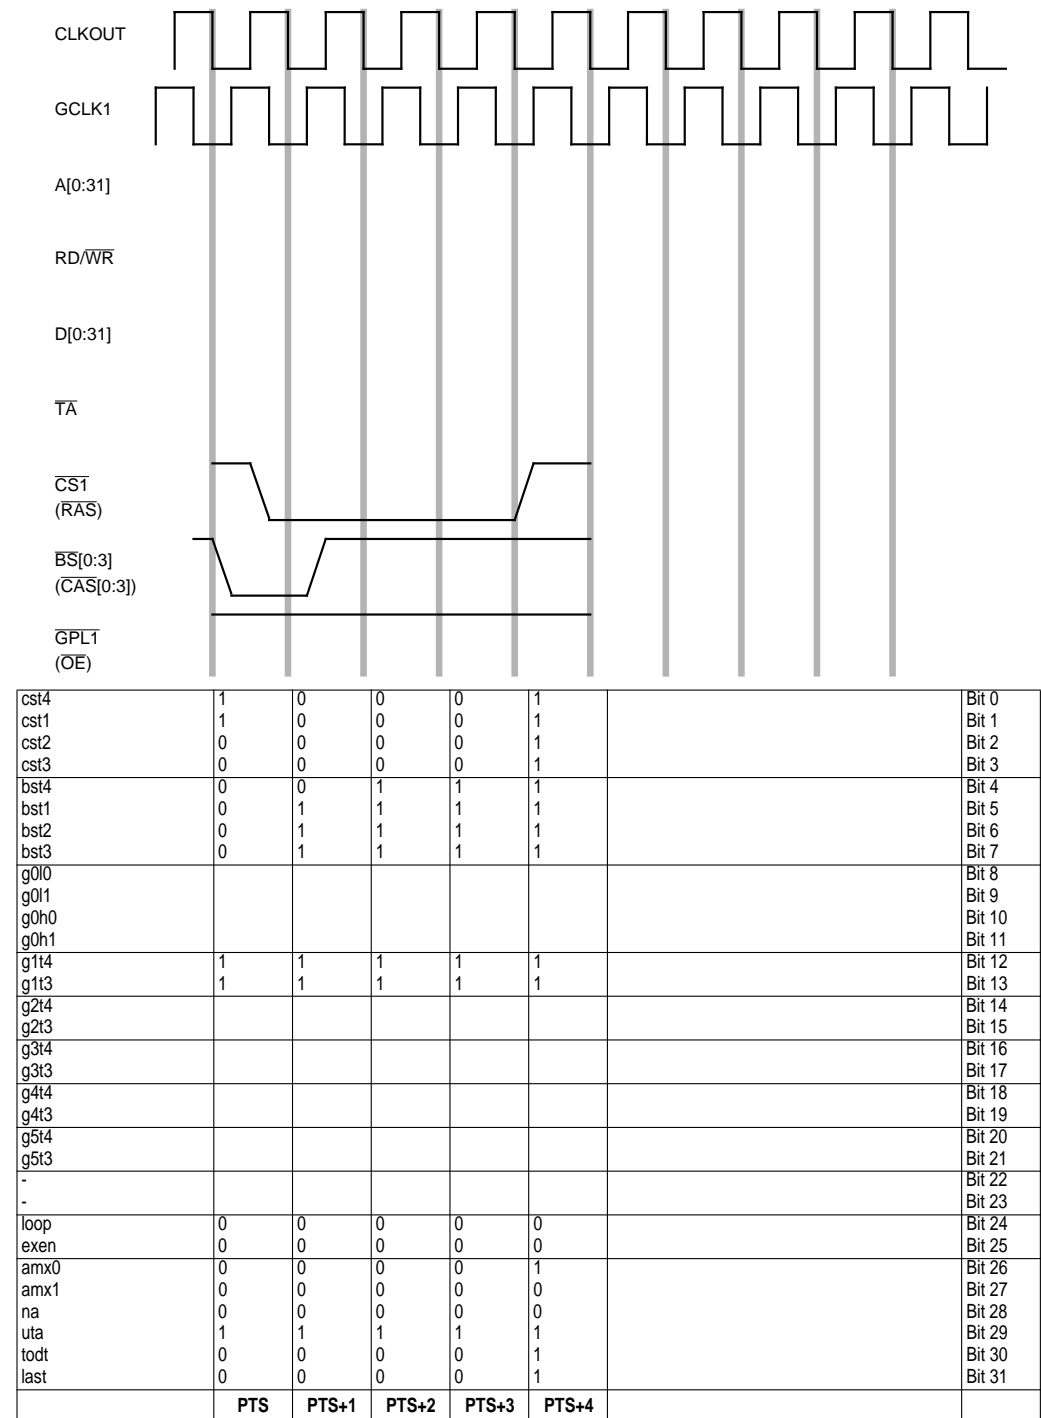 CLKOUT
GCLK1
A[0:31]
RD/WR
D[0:31]
TA
CS1
(RAS)
BS[0:3]
(CAS[0:3])
GPL1
(OE)
cst4 1 0 0 0 1 Bit 0
cst1 1 0 0 0 1 Bit 1
cst2 0 0 0 0 1 Bit 2
cst3 0 0 0 0 1 Bit 3
bst4 0 0 1 1 1 Bit 4
bst1 0 1 1 1 1 Bit 5
bst2 0 1 1 1 1 Bit 6
bst3 0 1 1 1 1 Bit 7
g0l0 Bit 8
g0l1 Bit 9
g0h0 Bit 10
g0h1 Bit 11
g1t4 1 1 1 1 1 Bit 12
g1t3 1 1 1 1 1 Bit 13
g2t4 Bit 14
g2t3 Bit 15
g3t4 Bit 16
g3t3 Bit 17
g4t4 Bit 18
g4t3 Bit 19
g5t4 Bit 20
g5t3 Bit 21
- Bit 22
- Bit 23
loop 0 0 0 0 0 Bit 24
exen 0 0 0 0 0 Bit 25
amx0 0 0 0 0 1 Bit 26
amx1 0 0 0 0 0 Bit 27
na 0 0 0 0 0 Bit 28
uta 1 1 1 1 1 Bit 29
todt 0 0 0 0 1 Bit 30
last 0 0 0 0 1 Bit 31
PTS PTS+1 PTS+2 PTS+3 PTS+4